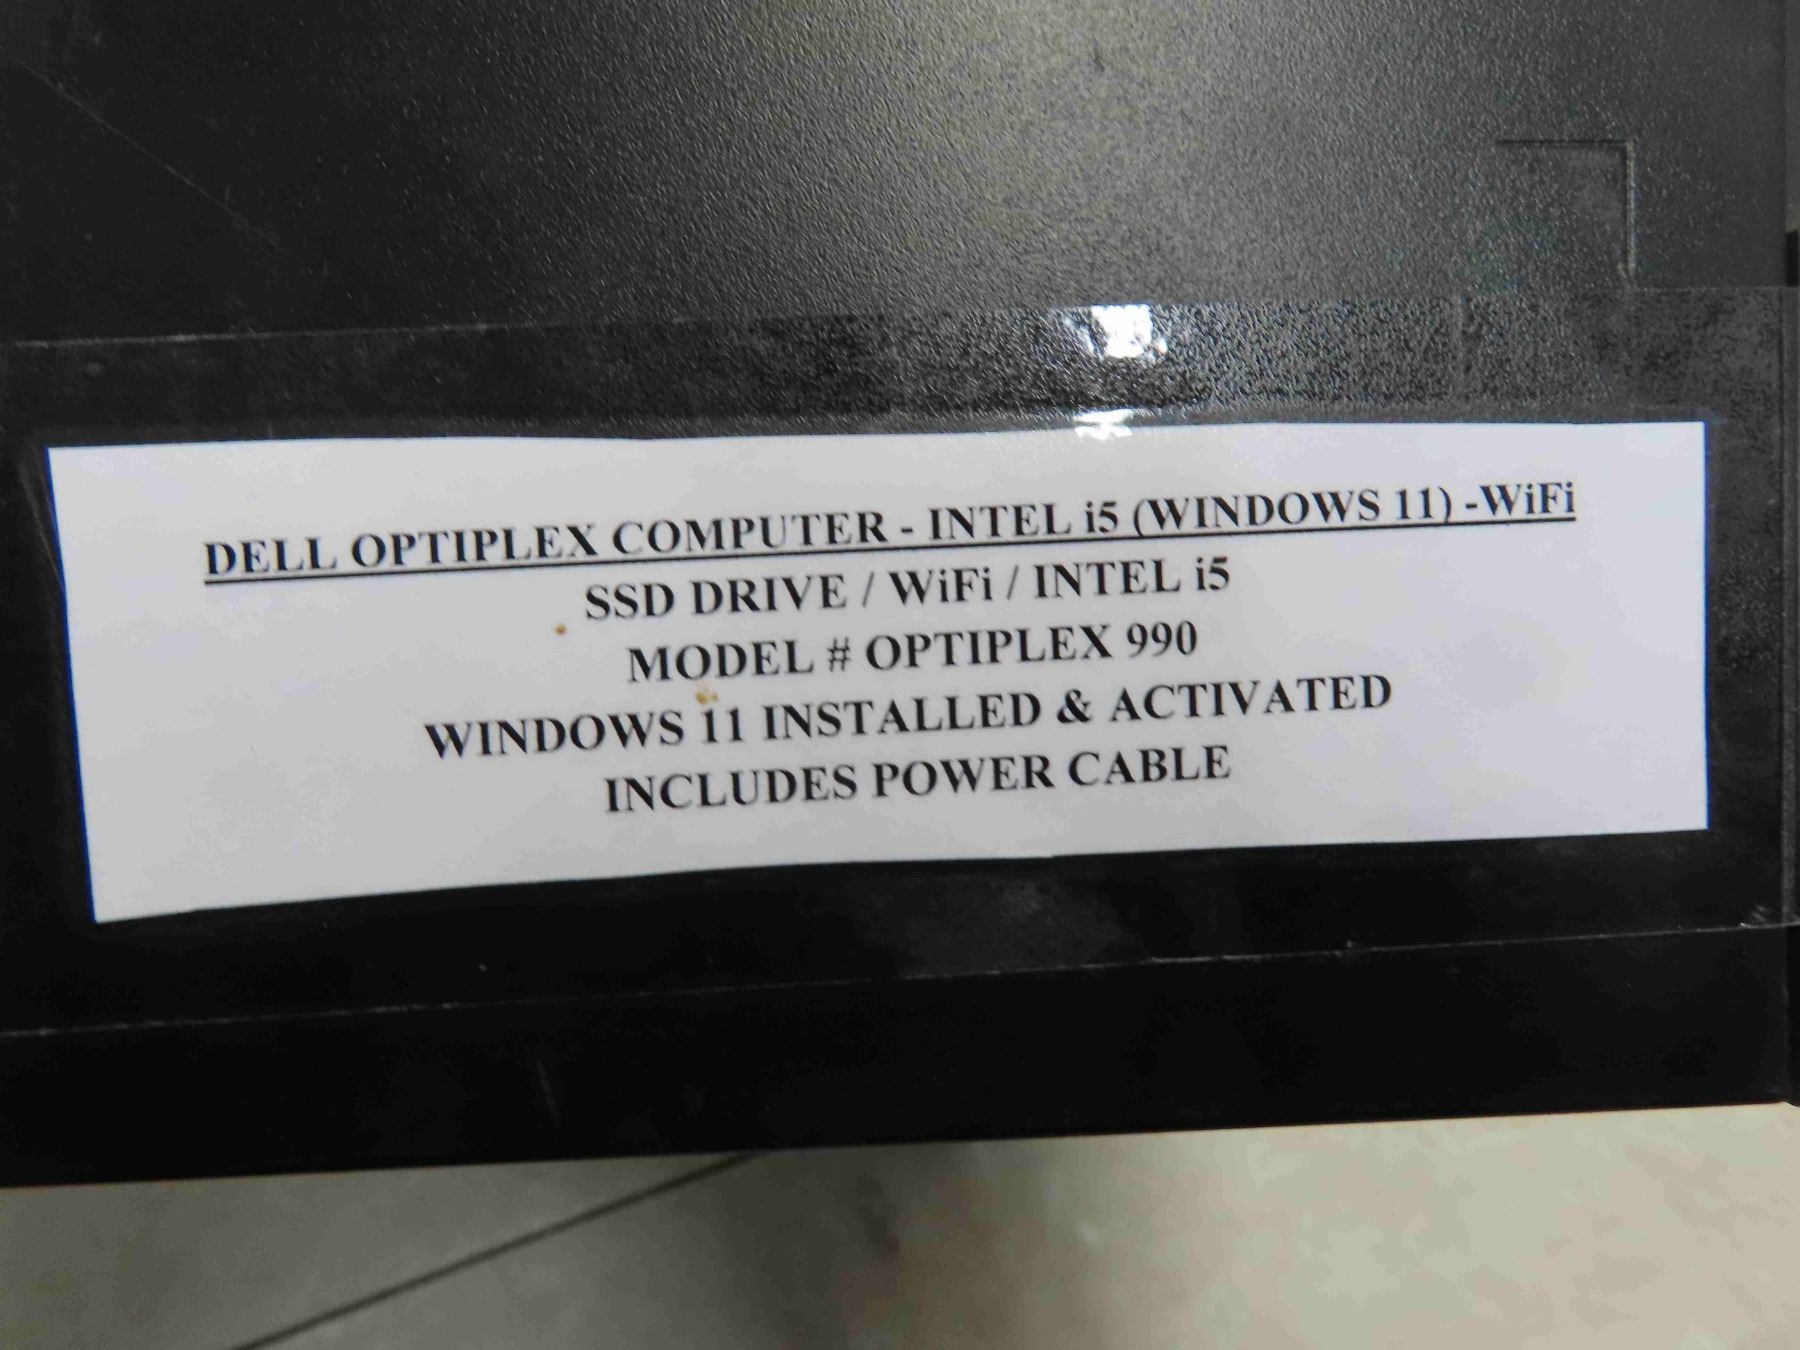 DELL OPTIPLEX COMPUTER - INTEL i5 (WINDOWS 11) -WiFi
SSD DRIVE / WiFi / INTEL i5
MODEL # OPTIPLEX 990
WINDOWS 11 INSTALLED & ACTIVATED
INCLUDES POWER CABLE